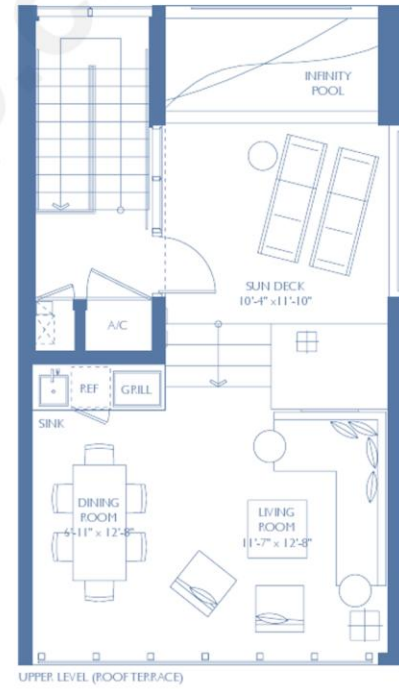 INFINITY
POOL
SUN DECK
10'-4" x11'-10"
A/C
REF
GRILL
SINK
DINING
ROOM
6'-11" x 12'-8"
LIVING
ROOM
11'-7" x 12'-8"
UPPER LEVEL (ROOF TERRACE)